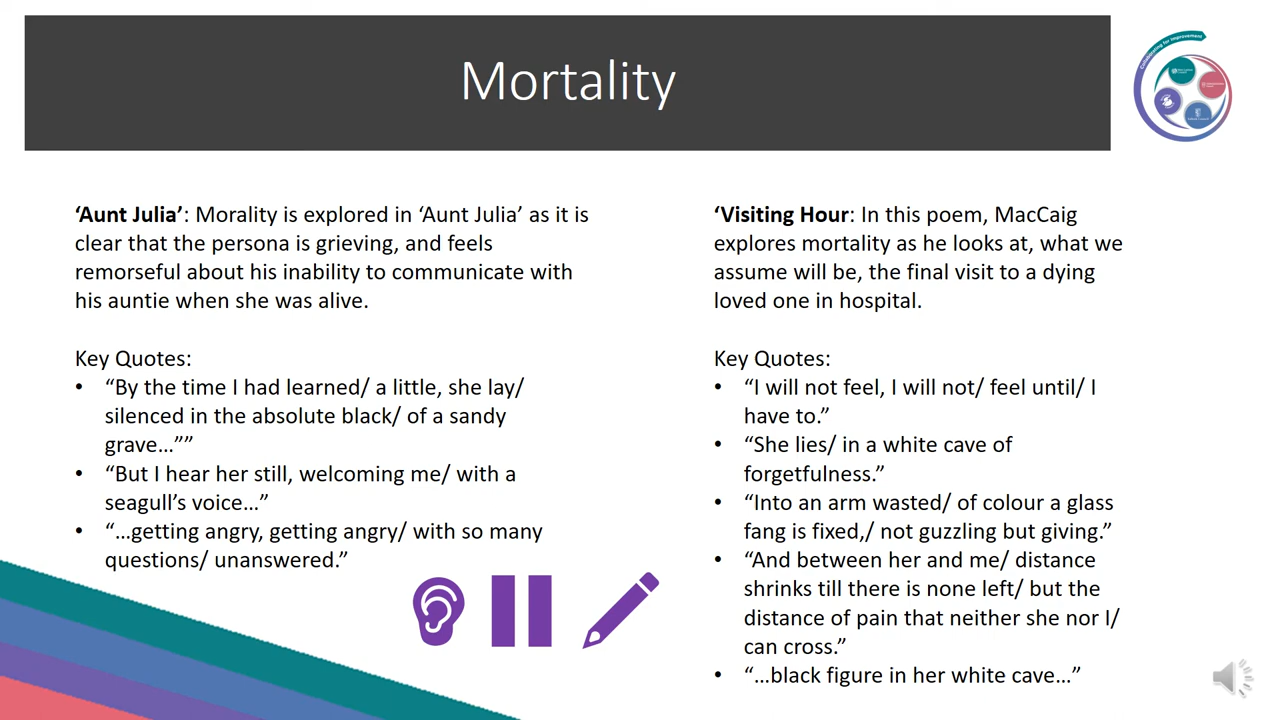 Mortality
Collaborating for Improvement
‘Aunt Julia’: Morality is explored in ‘Aunt Julia’ as it is
clear that the persona is grieving, and feels
remorseful about his inability to communicate with
his auntie when she was alive.
Key Quotes:
• “By the time I had learned/ a little, she lay/
silenced in the absolute black/ of a sandy
grave…””
• “But I hear her still, welcoming me/ with a
seagull’s voice…”
• “…getting angry, getting angry/ with so many
questions/ unanswered.”
‘Visiting Hour: In this poem, MacCaig
explores mortality as he looks at, what we
assume will be, the final visit to a dying
loved one in hospital.
Key Quotes:
• “I will not feel, I will not/ feel until/ I
have to.”
• “She lies/ in a white cave of
forgetfulness.”
• “Into an arm wasted/ of colour a glass
fang is fixed,/ not guzzling but giving.”
• “And between her and me/ distance
shrinks till there is none left/ but the
distance of pain that neither she nor I/
can cross.”
• “…black figure in her white cave…”